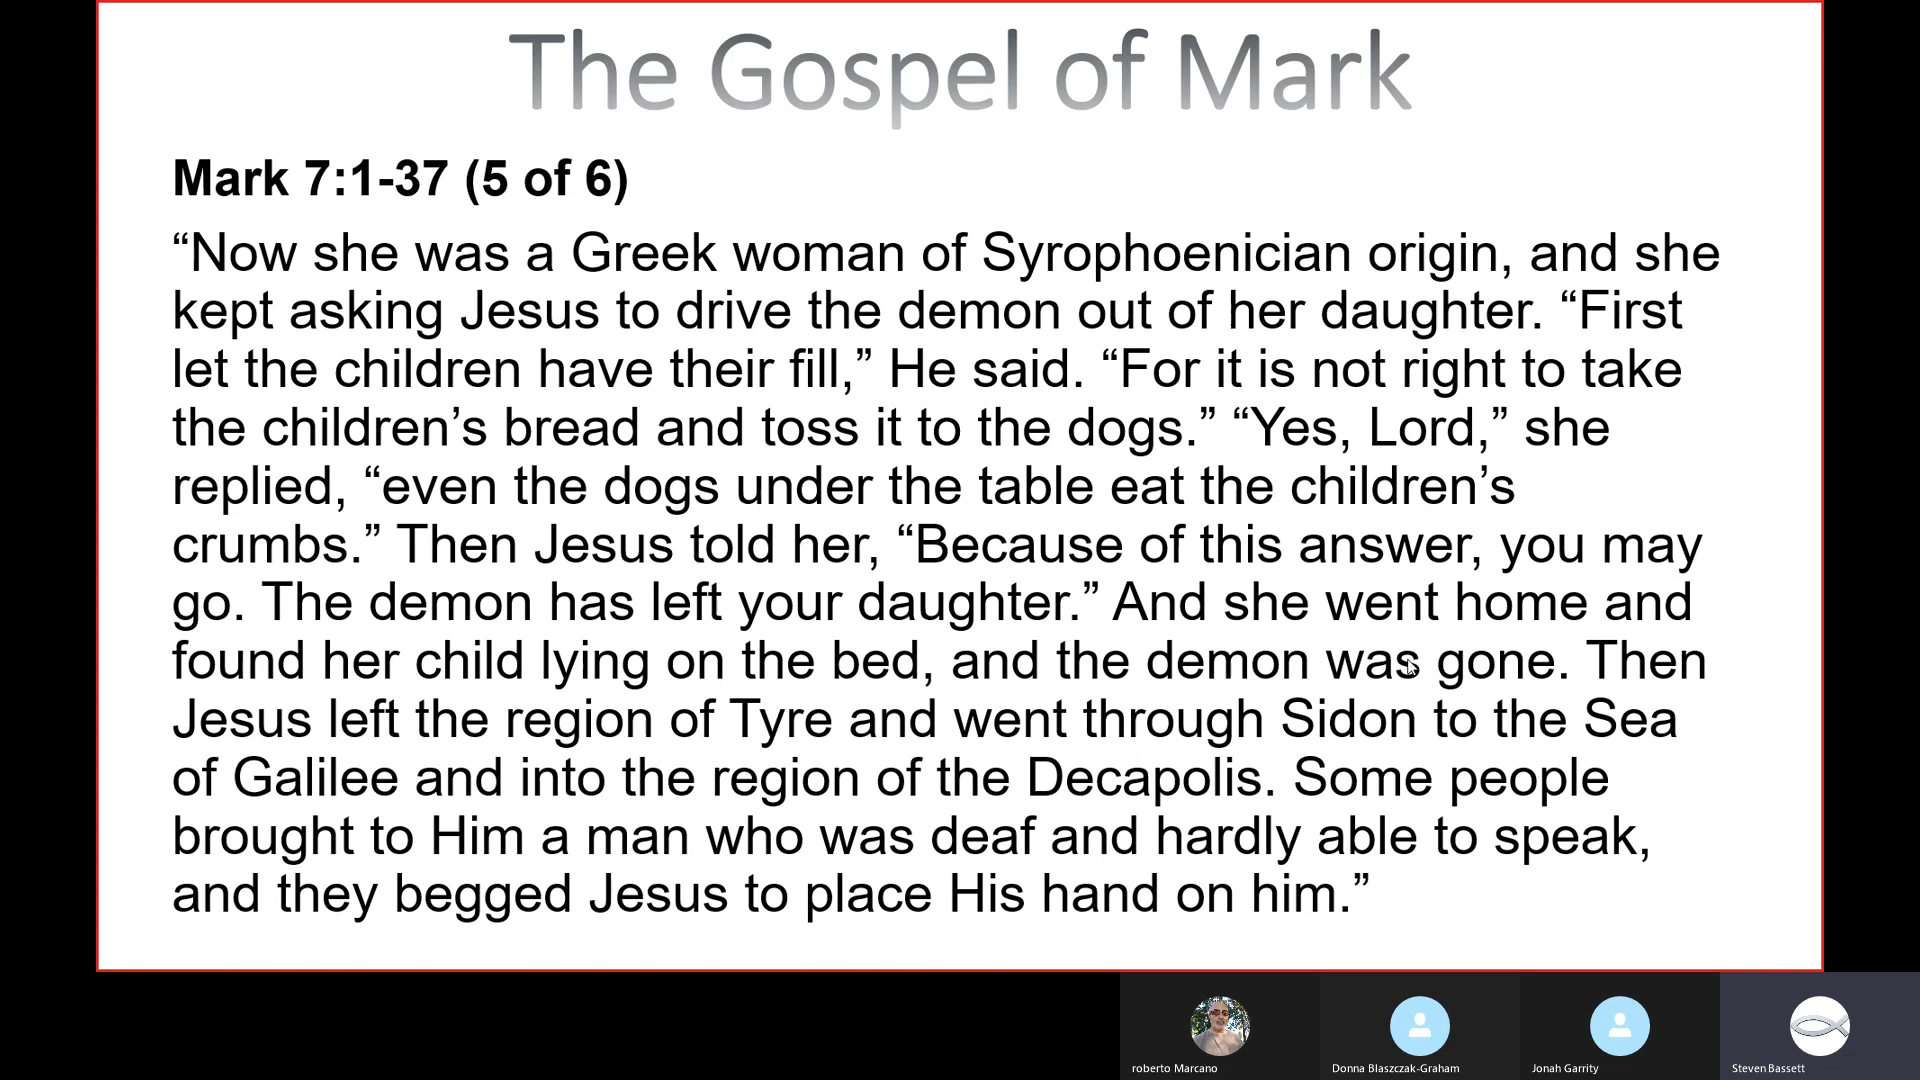 The Gospel of Mark
Mark 7:1-37 (5 of 6)
“Now she was a Greek woman of Syrophoenician origin, and she
kept asking Jesus to drive the demon out of her daughter. “First
let the children have their fill,” He said. “For it is not right to take
the children’s bread and toss it to the dogs.” “Yes, Lord,” she
replied, “even the dogs under the table eat the children’s
crumbs.” Then Jesus told her, “Because of this answer, you may
go. The demon has left your daughter.” And she went home and
found her child lying on the bed, and the demon was gone. Then
Jesus left the region of Tyre and went through Sidon to the Sea
of Galilee and into the region of the Decapolis. Some people
brought to Him a man who was deaf and hardly able to speak,
and they begged Jesus to place His hand on him.”
roberto Marcano
Donna Blaszczak-Graham
Jonah Garrity
Steven Bassett